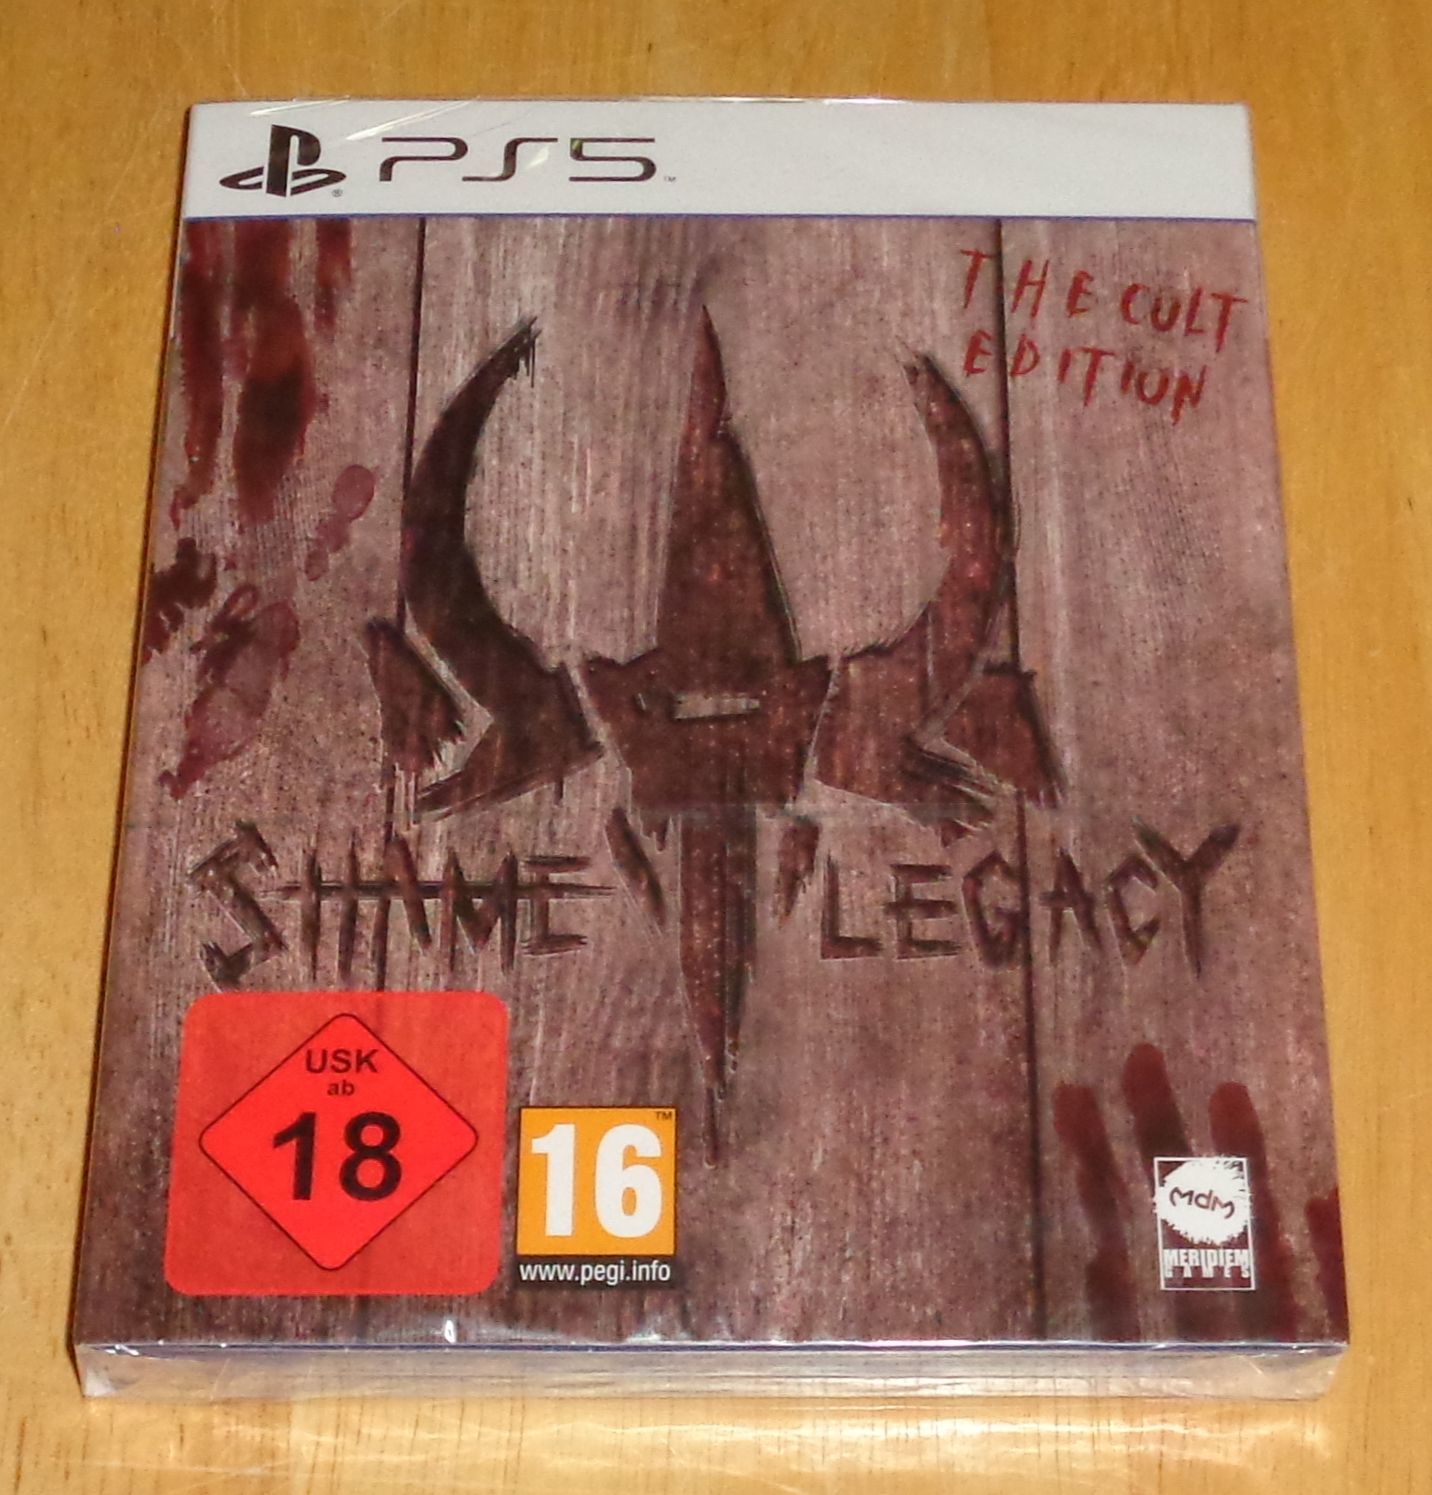 PS5
THE CULT
EDITION
SHAME LEGACY
USK
ab
18
16
www.pegi.info
MDM
MERIDIEM
GAMES